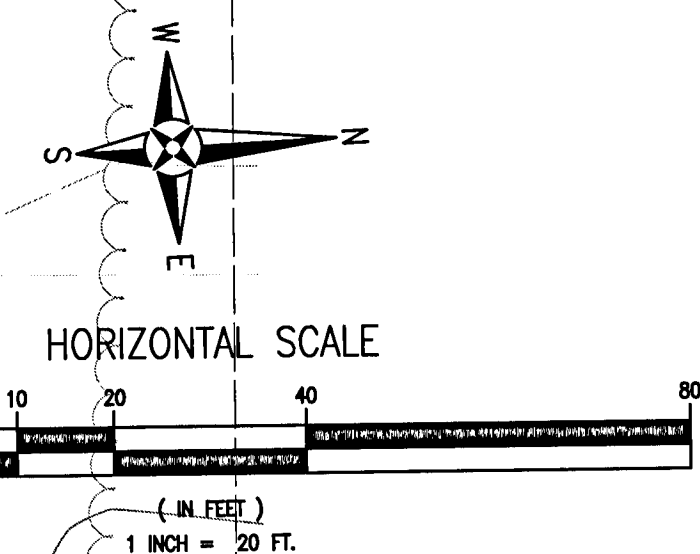 W
S
N
E
HORIZONTAL SCALE
10 20 40 80
( IN FEET )
1 INCH = 20 FT.